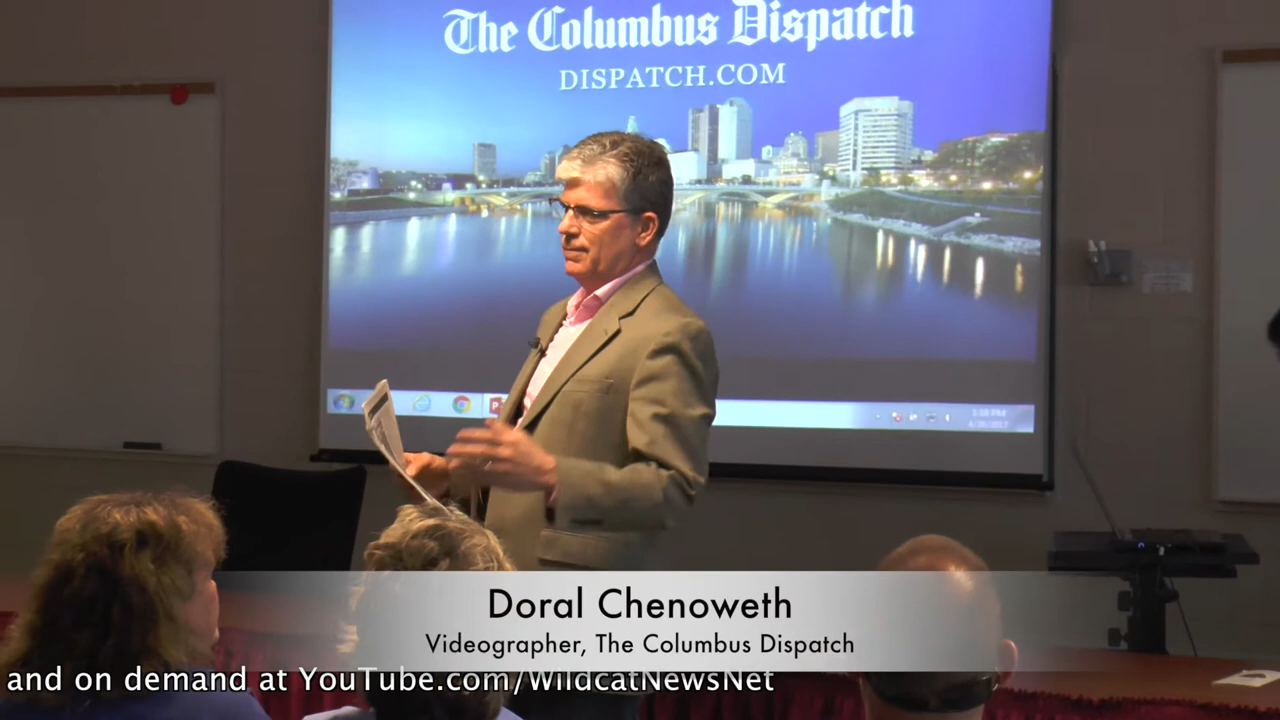 The Columbus Dispatch
DISPATCH.COM
Doral Chenoweth
Videographer, The Columbus Dispatch
and on demand at YouTube.com/WildcatNewsNet